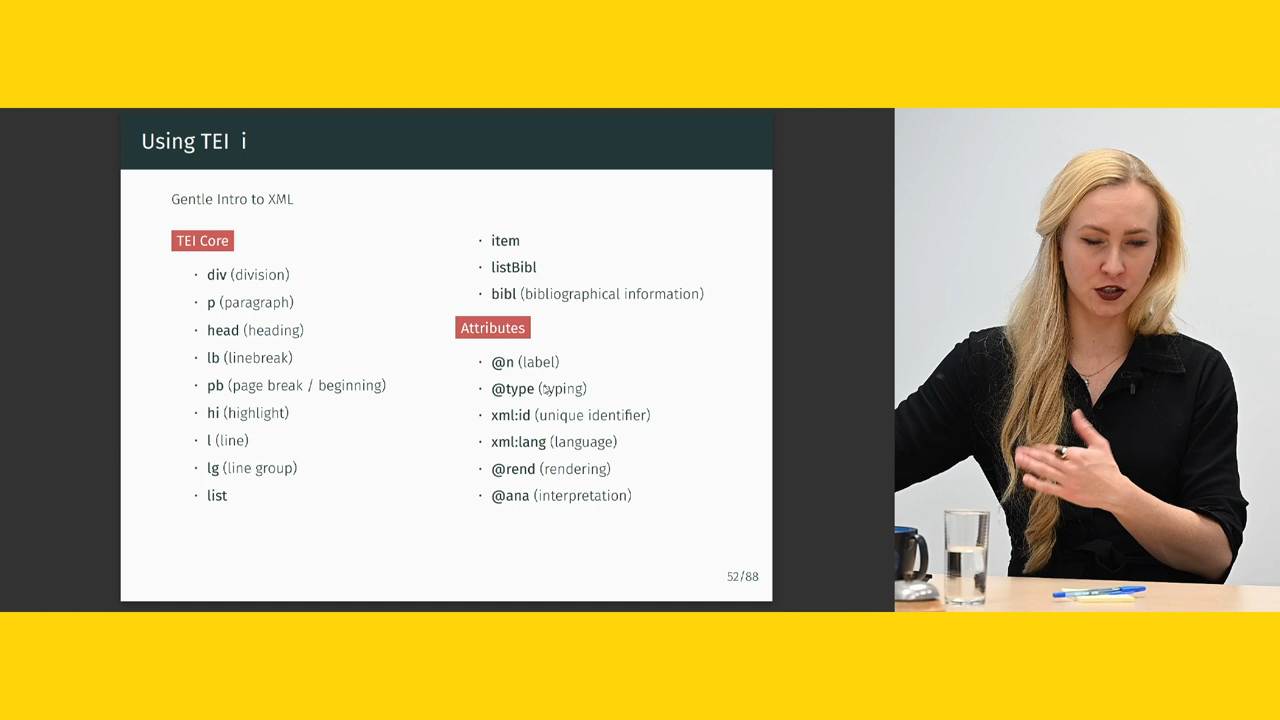 Using TEI i
Gentle Intro to XML
TEI Core
· div (division)
· p (paragraph)
· head (heading)
· lb (linebreak)
· pb (page break / beginning)
· hi (highlight)
· l (line)
· lg (line group)
· list
· item
· listBibl
· bibl (bibliographical information)
Attributes
· @n (label)
· @type (typing)
· xml:id (unique identifier)
· xml:lang (language)
· @rend (rendering)
· @ana (interpretation)
52/88